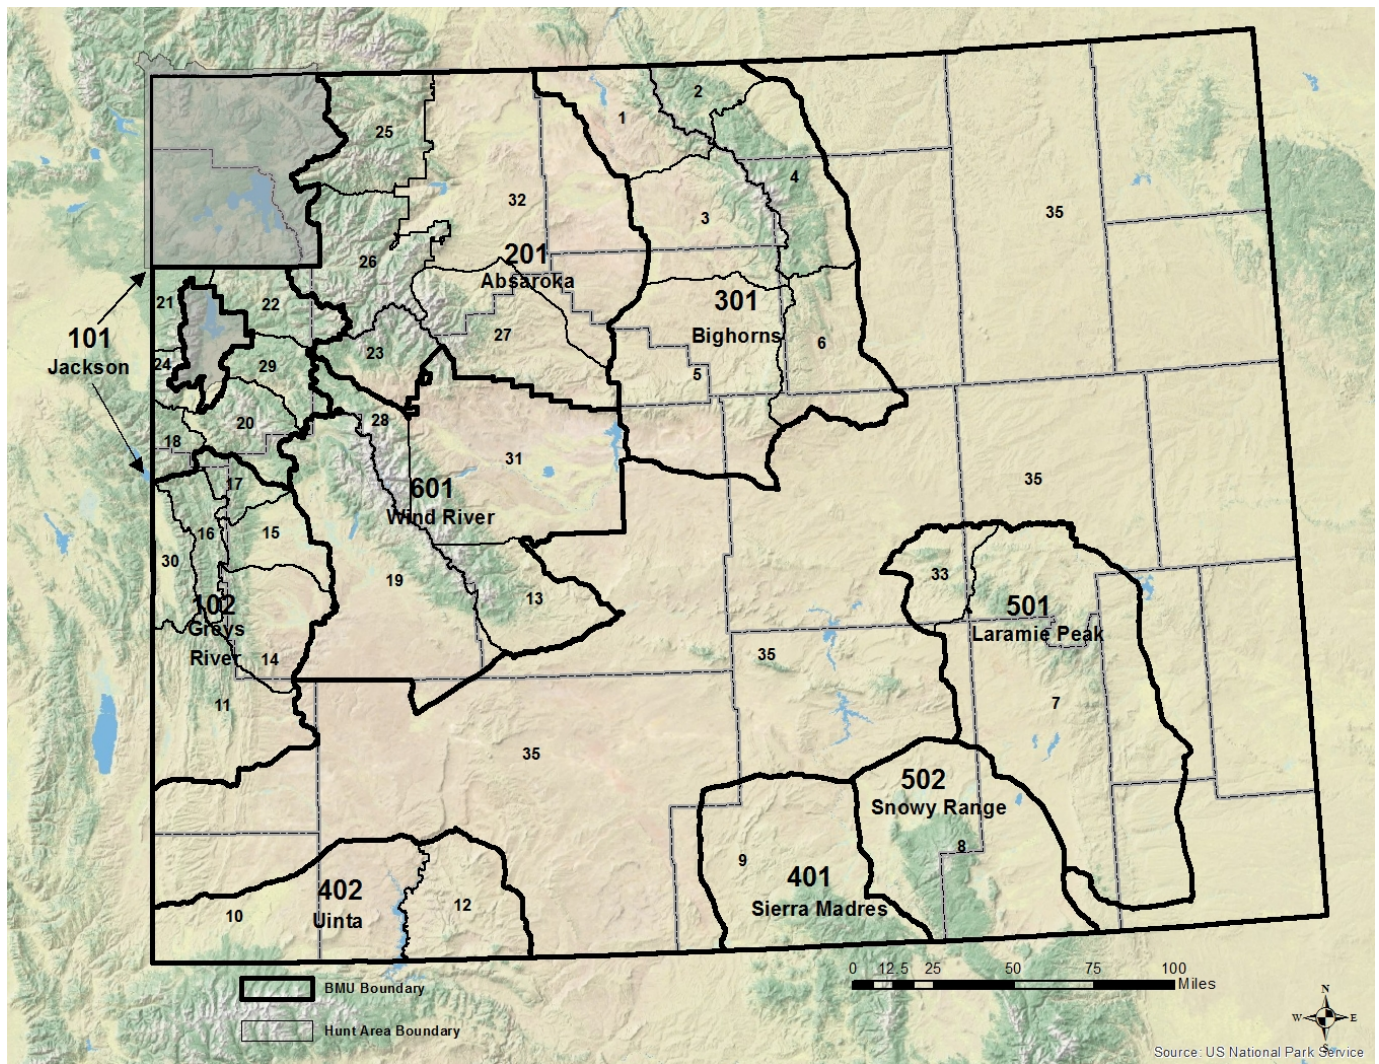 2
25
1
4
32
3
35
26
201
Absaroka
21
22
301
Bighorns
101
Jackson
27
6
23
24
29
5
28
20
18
31
35
17
601
Wind River
16
15
30
19
33
13
102
Greys
River
501
Laramie Peak
14
35
11
7
35
502
Snowy Range
8
9
401
Sierra Madres
402
Uinta
10
12
0 12.5 25 50 75 100
Miles
BMU Boundary
Hunt Area Boundary
N
W E
S
Source: US National Park Service